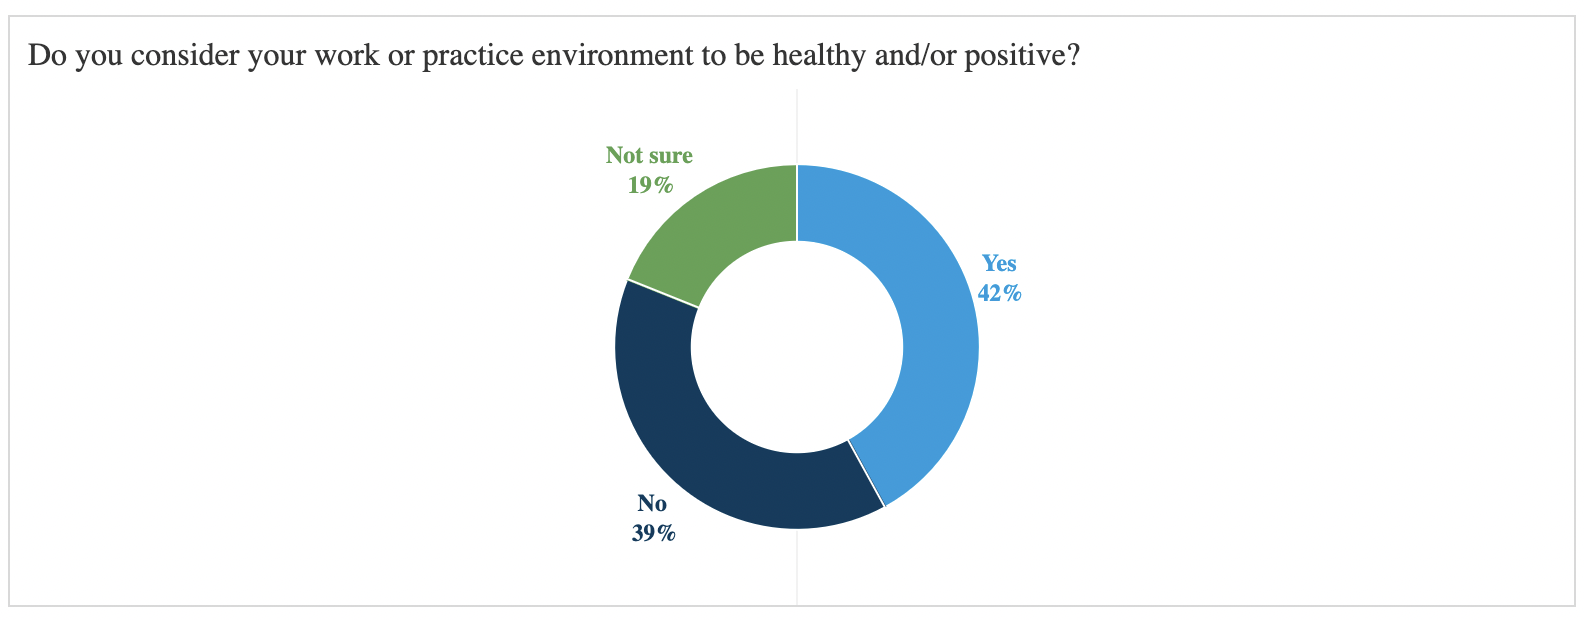 Do you consider your work or practice environment to be healthy and/or positive?
Not sure
19%
Yes
42%
No
39%